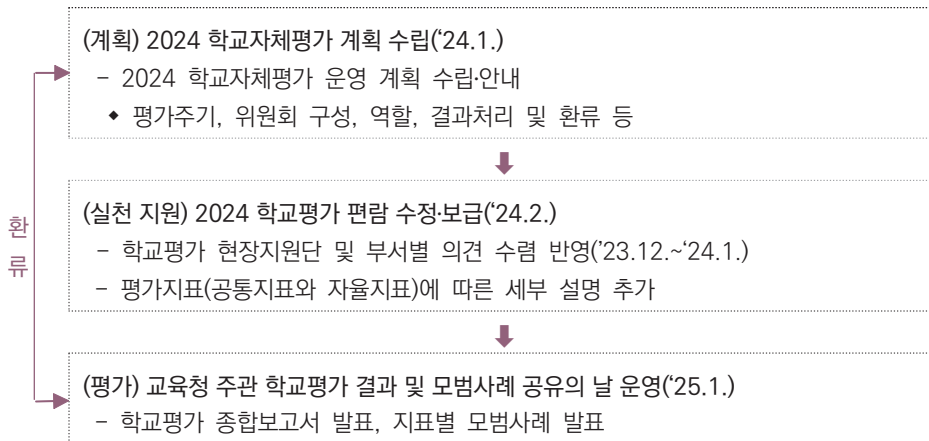 (계획) 2024 학교자체평가 계획 수립(‘24.1.)
- 2024 학교자체평가 운영 계획 수립·안내
◆ 평가주기, 위원회 구성, 역할, 결과처리 및 환류 등
(실천 지원) 2024 학교평가 편람 수정·보급(‘24.2.)
- 학교평가 현장지원단 및 부서별 의견 수렴 반영(’23.12.~‘24.1.)
- 평가지표(공통지표와 자율지표)에 따른 세부 설명 추가
(평가) 교육청 주관 학교평가 결과 및 모범사례 공유의 날 운영(‘25.1.)
- 학교평가 종합보고서 발표, 지표별 모범사례 발표
환
류